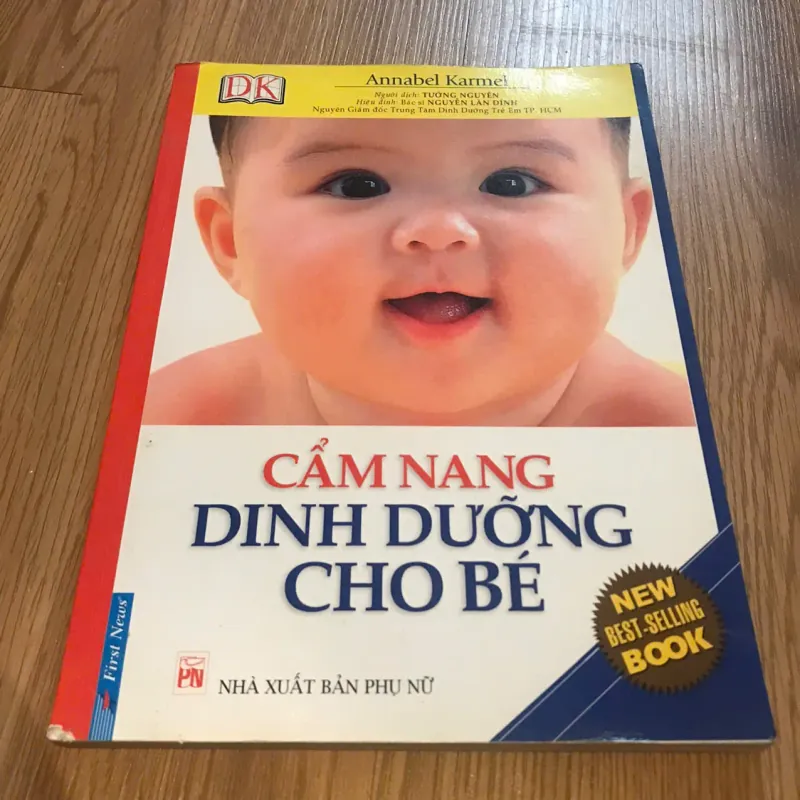 DK
Annabel Karmel
Người dịch: TƯỜNG NGUYÊN
Hiệu đính: Bác sĩ NGUYỄN LÂN ĐÍNH
Nguyên Giám đốc Trung Tâm Dinh Dưỡng Trẻ Em TP. HCM
CẨM NANG
DINH DƯỠNG
CHO BÉ
NEW
BEST-SELLING
BOOK
First News
PN
NHÀ XUẤT BẢN PHỤ NỮ